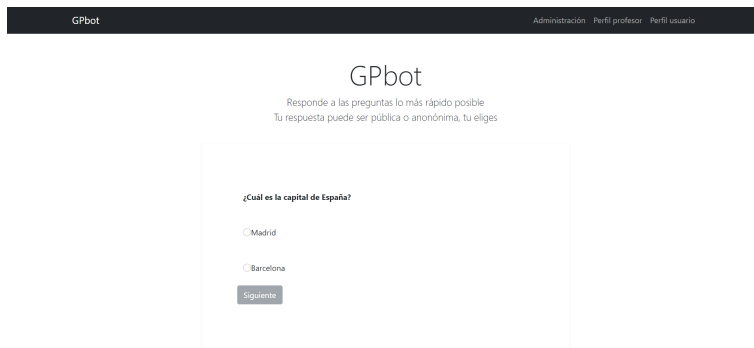 GPbot
Administración Perfil profesor Perfil usuario
GPbot
Responde a las preguntas lo más rápido posible
Tu respuesta puede ser pública o anonónima, tu eliges
¿Cuál es la capital de España?
Madrid
Barcelona
Siguiente